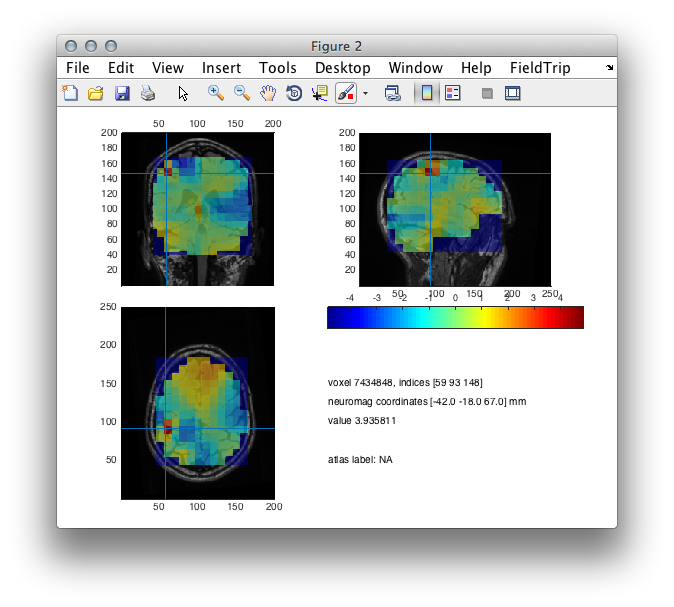 Figure 2
File Edit View Insert Tools Desktop Window Help FieldTrip
50 100 150 200
200
180
160
140
120
100
80
60
40
20
200
180
160
140
120
100
80
60
40
20
50 100 150 200 250
-4 -3 -2 -1 0 1 2 3 4
250
200
150
100
50
50 100 150 200
voxel 7434848, indices [59 93 148]
neuromag coordinates [-42.0 -18.0 67.0] mm
value 3.935811
atlas label: NA